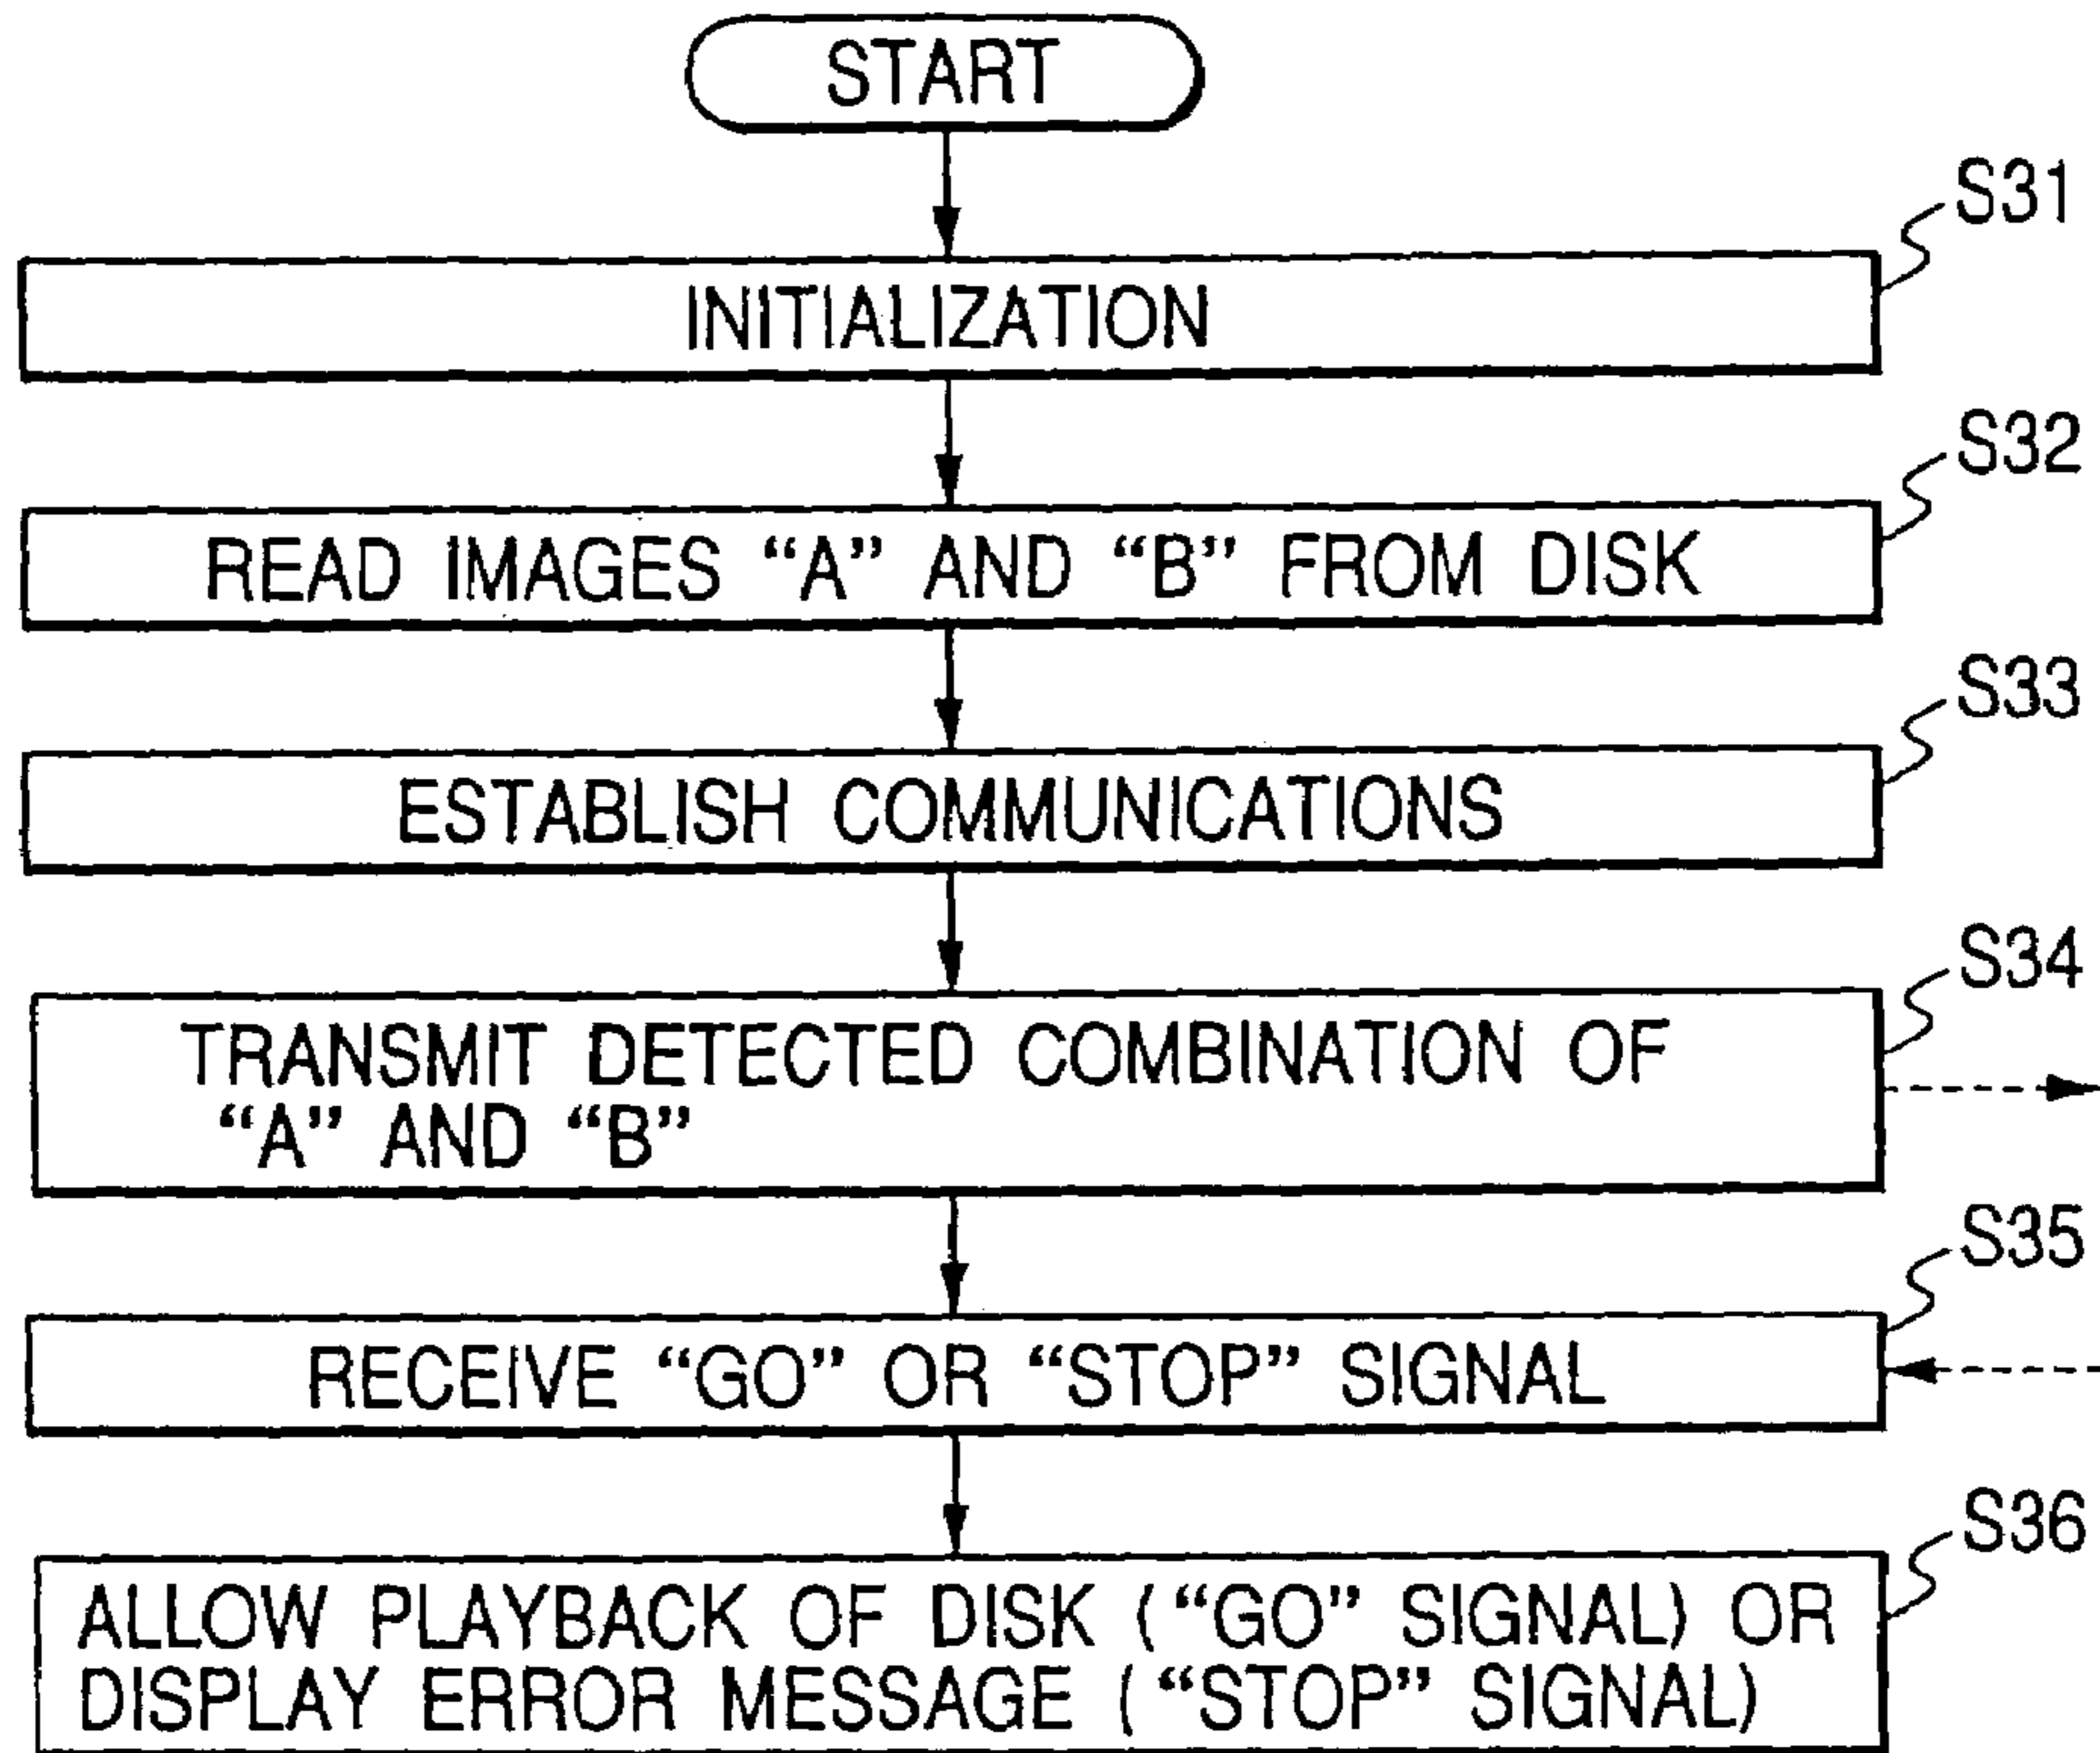 START
S31
INITIALIZATION
S32
READ IMAGES “A” AND “B” FROM DISK
S33
ESTABLISH COMMUNICATIONS
S34
TRANSMIT DETECTED COMBINATION OF
“A” AND “B”
S35
RECEIVE “GO” OR “STOP” SIGNAL
S36
ALLOW PLAYBACK OF DISK (“GO” SIGNAL) OR
DISPLAY ERROR MESSAGE (“STOP” SIGNAL)